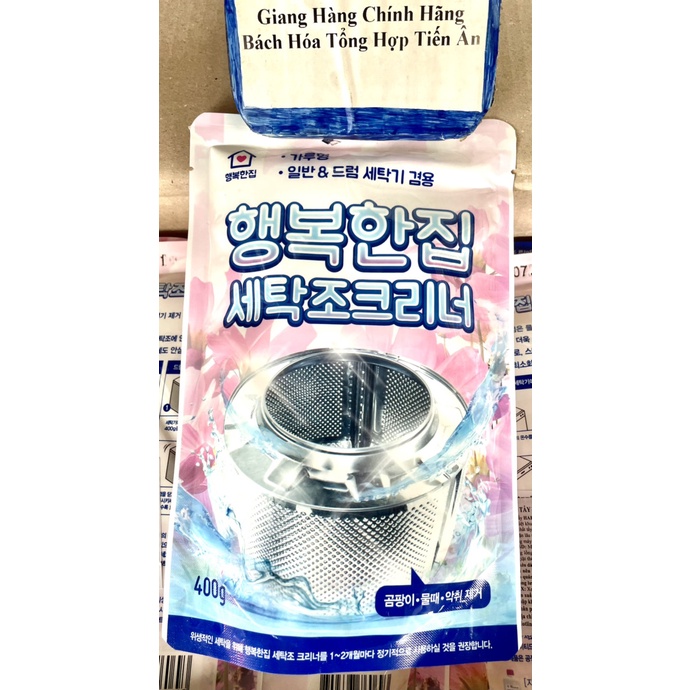 Giang Hàng Chính Hãng
Bách Hóa Tổng Hợp Tiến Ân
행복한집
• 가루형
• 일반 & 드럼 세탁기 겸용
행복한집
세탁조크리너
400g
곰팡이•물때•악취 제거
위생적인 세탁을 위해 행복한집 세탁조 크리너를 1~2개월마다 정기적으로 사용하실 것을 권장합니다.
07.